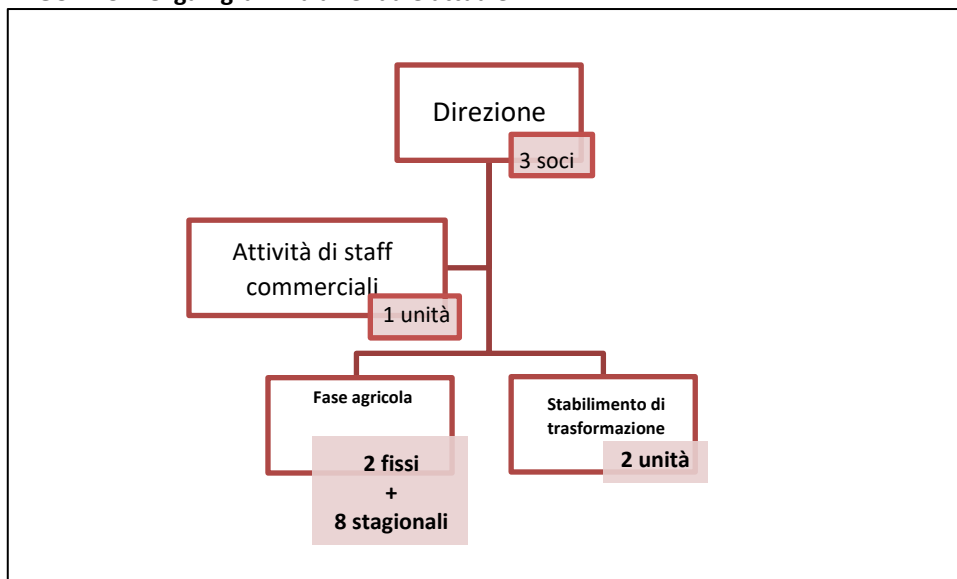 Direzione
3 soci
Attività di staff
commerciali
1 unità
Fase agricola
2 fissi
+
8 stagionali
Stabilimento di
trasformazione
2 unità